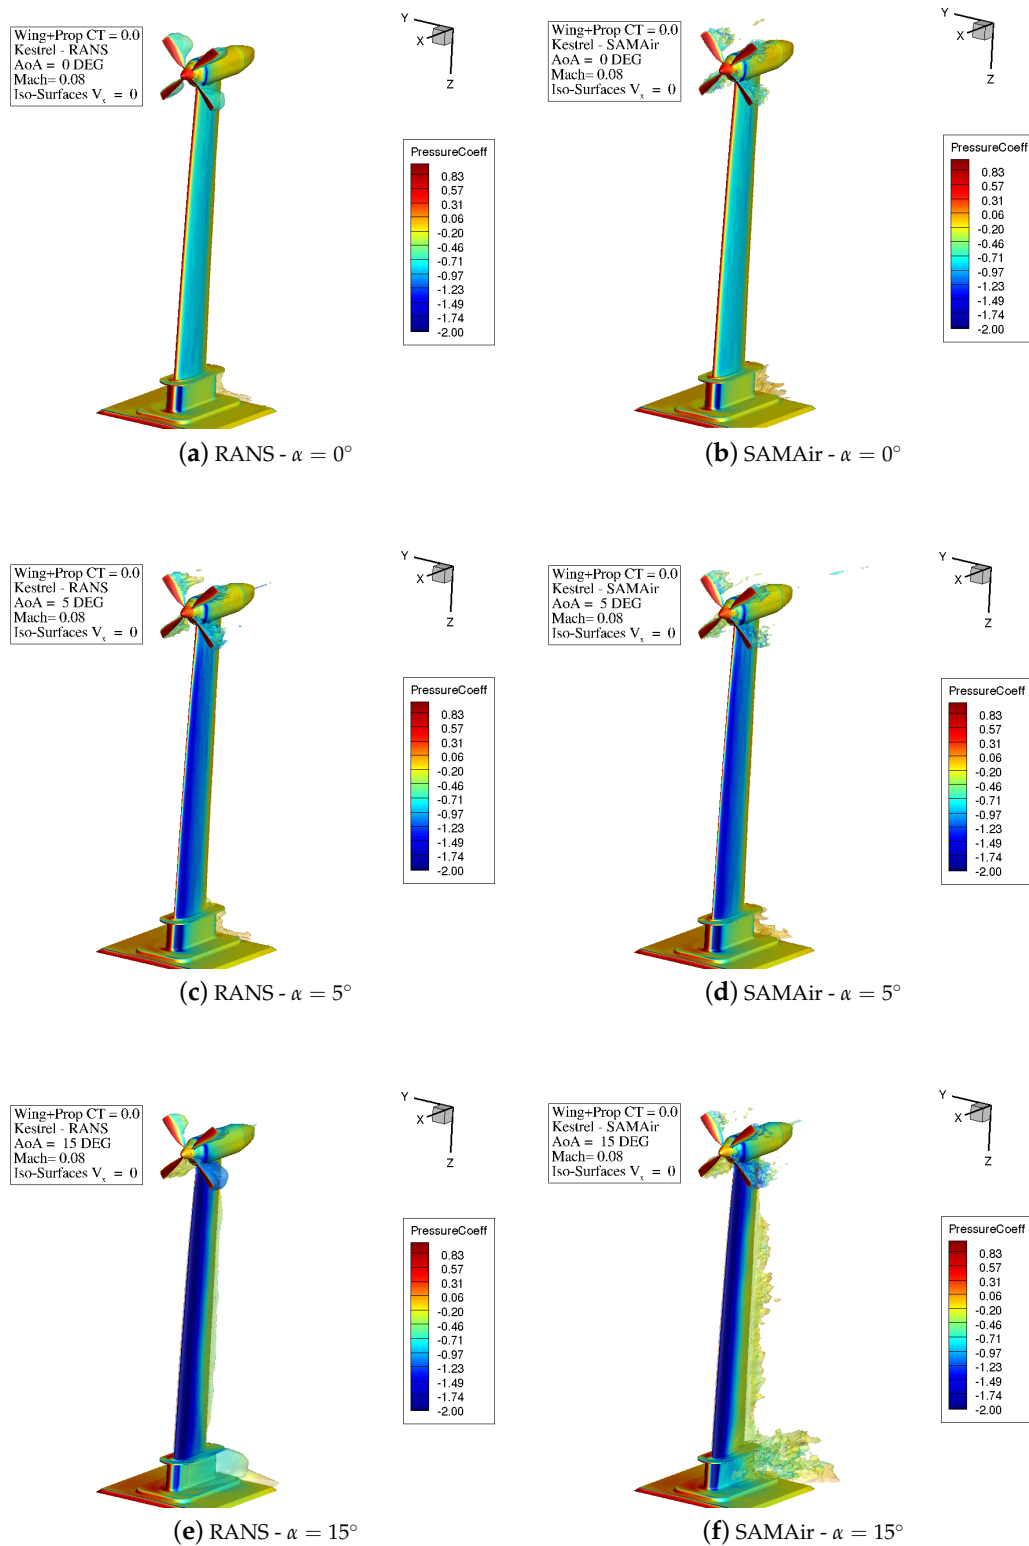 Wing+Prop CT = 0.0
Kestrel - RANS
AoA = 0 DEG
Mach= 0.08
Iso-Surfaces Vx = 0
Y
X
Z
PressureCoeff
0.83
0.57
0.31
0.06
-0.20
-0.46
-0.71
-0.97
-1.23
-1.49
-1.74
-2.00
(a) RANS - α = 0°
Wing+Prop CT = 0.0
Kestrel - SAMAir
AoA = 0 DEG
Mach= 0.08
Iso-Surfaces Vx = 0
Y
X
Z
PressureCoeff
0.83
0.57
0.31
0.06
-0.20
-0.46
-0.71
-0.97
-1.23
-1.49
-1.74
-2.00
(b) SAMAir - α = 0°
Wing+Prop CT = 0.0
Kestrel - RANS
AoA = 5 DEG
Mach= 0.08
Iso-Surfaces Vx = 0
Y
X
Z
PressureCoeff
0.83
0.57
0.31
0.06
-0.20
-0.46
-0.71
-0.97
-1.23
-1.49
-1.74
-2.00
(c) RANS - α = 5°
Wing+Prop CT = 0.0
Kestrel - SAMAir
AoA = 5 DEG
Mach= 0.08
Iso-Surfaces Vx = 0
Y
X
Z
PressureCoeff
0.83
0.57
0.31
0.06
-0.20
-0.46
-0.71
-0.97
-1.23
-1.49
-1.74
-2.00
(d) SAMAir - α = 5°
Wing+Prop CT = 0.0
Kestrel - RANS
AoA = 15 DEG
Mach= 0.08
Iso-Surfaces Vx = 0
Y
X
Z
PressureCoeff
0.83
0.57
0.31
0.06
-0.20
-0.46
-0.71
-0.97
-1.23
-1.49
-1.74
-2.00
(e) RANS - α = 15°
Wing+Prop CT = 0.0
Kestrel - SAMAir
AoA = 15 DEG
Mach= 0.08
Iso-Surfaces Vx = 0
Y
X
Z
PressureCoeff
0.83
0.57
0.31
0.06
-0.20
-0.46
-0.71
-0.97
-1.23
-1.49
-1.74
-2.00
(f) SAMAir - α = 15°